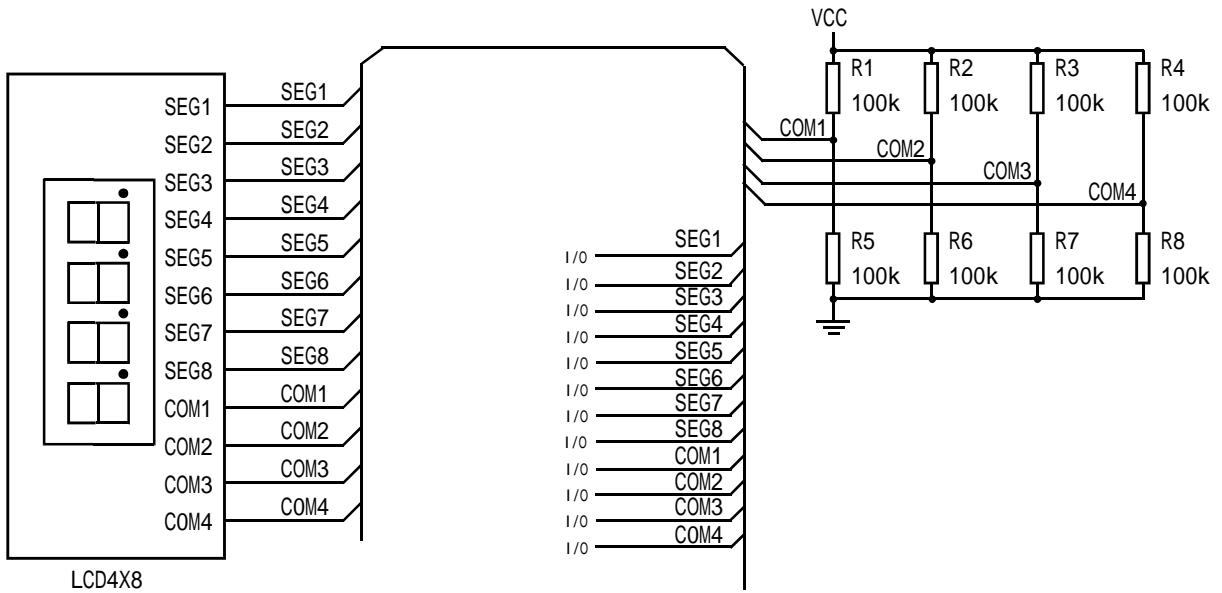 VCC
R1
100k
R2
100k
R3
100k
R4
100k
COM1
COM2
COM3
COM4
R5
100k
R6
100k
R7
100k
R8
100k
SEG1
SEG2
SEG3
SEG4
SEG5
SEG6
SEG7
SEG8
COM1
COM2
COM3
COM4
LCD4X8
SEG1
SEG2
SEG3
SEG4
SEG5
SEG6
SEG7
SEG8
COM1
COM2
COM3
COM4
I/O SEG1
I/O SEG2
I/O SEG3
I/O SEG4
I/O SEG5
I/O SEG6
I/O SEG7
I/O SEG8
I/O COM1
I/O COM2
I/O COM3
I/O COM4